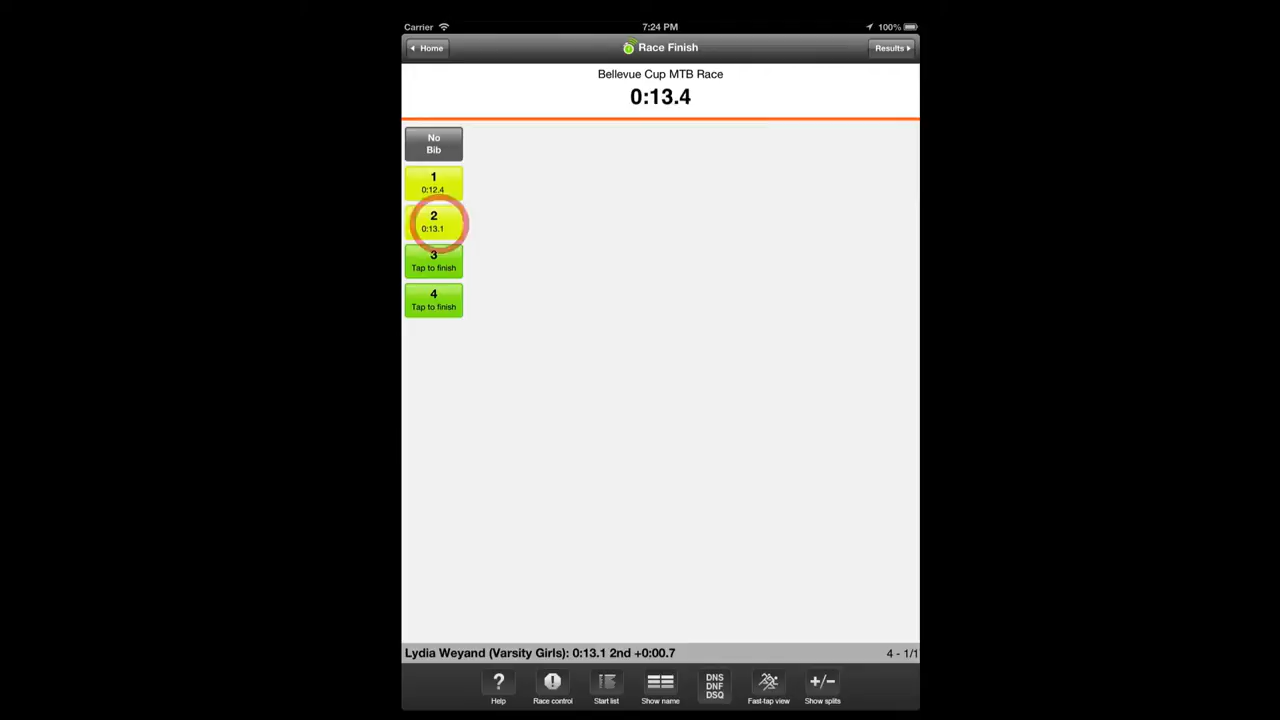 Carrier 7:24 PM 100%
Home Race Finish Results
Bellevue Cup MTB Race
0:13.4
No
Bib
1
0:12.4
2
0:13.1
3
Tap to finish
4
Tap to finish
Lydia Weyand (Varsity Girls): 0:13.1 2nd +0:00.7 4 - 1/1
?
!
DNS
DNF
DSQ
+/-
Help Race control Start list Show name Fast-tap view Show splits